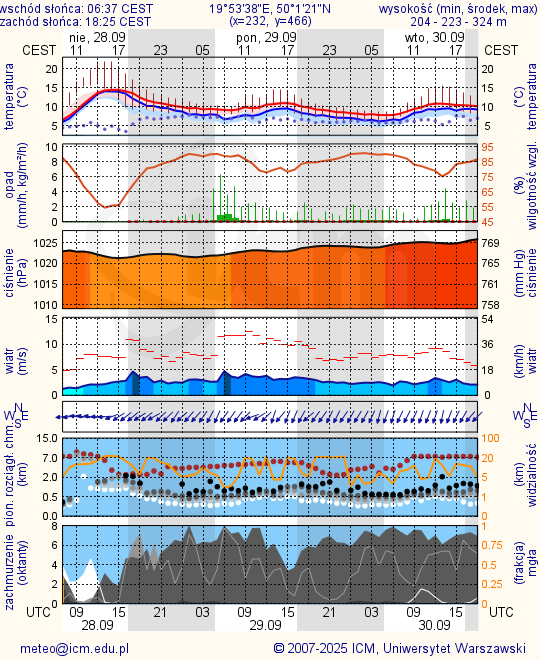 wschód słońca: 06:37 CEST 19°53'38"E, 50°1'21"N wysokość (min, środek, max)
zachód słońca: 18:25 CEST (x=232, y=466) 204 - 223 - 324 m
nie, 28.09 pon, 29.09 wto, 30.09
CEST 11 17 23 05 11 17 23 05 11 17 CEST
temperatura (°C)
20 15 10 5
20 15 10 5
temperatura (°C)
opad (mm/h, kg/m²/h)
10 8 6 4 2 0
95 85 75 65 55 45
(%) wilgotność wzgl.
ciśnienie (hPa)
1025 1020 1015 1010
769 765 761 758
(mm Hg) ciśnienie
wiatr (m/s)
15 10 5 0
54 36 18 0
(km/h) wiatr
N W E S
N W E S
pion. rozciągł. chm. (km)
15.0 7.0 2.0 0.5 0.0
100 20 5 1 0
(km) widzialność
zachmurzenie (oktanty)
8 6 4 2 0
1 0.75 0.5 0.25 0
(frakcja) mgła
UTC 09 15 21 03 09 15 21 03 09 15 UTC
28.09 29.09 30.09
meteo@icm.edu.pl © 2007-2025 ICM, Uniwersytet Warszawski